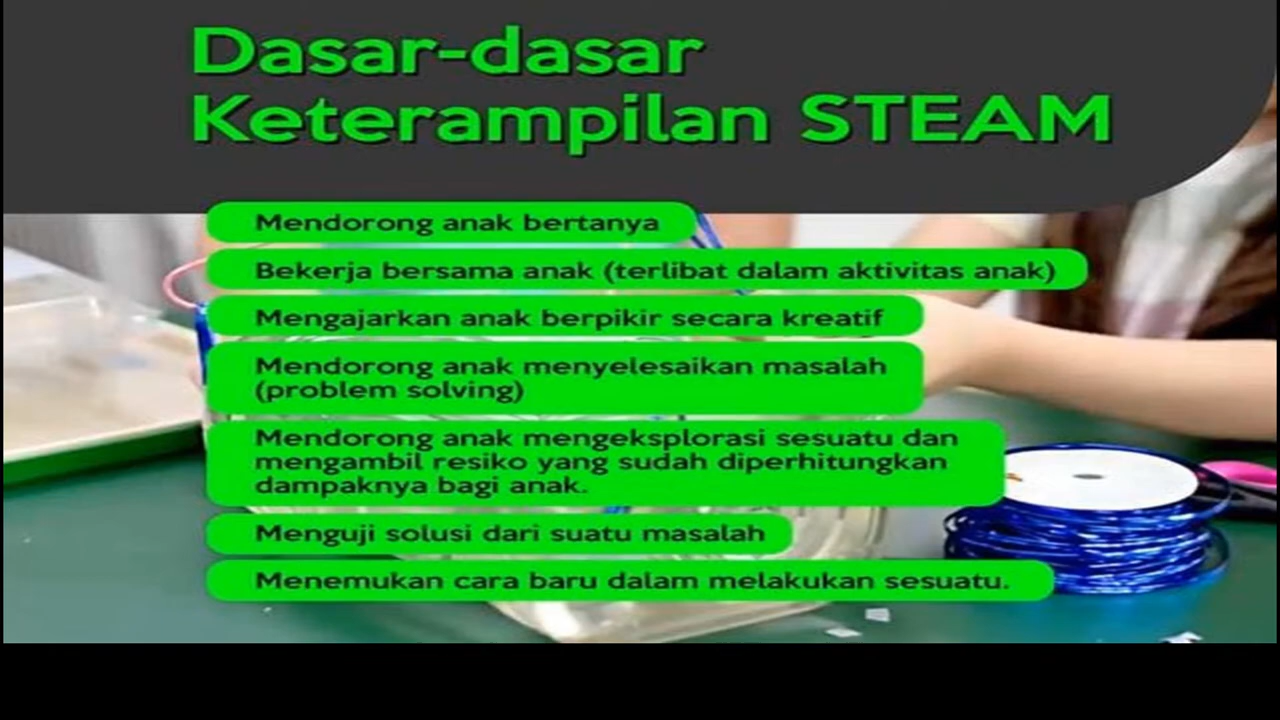 Dasar-dasar
Keterampilan STEAM
Mendorong anak bertanya
Bekerja bersama anak (terlibat dalam aktivitas anak)
Mengajarkan anak berpikir secara kreatif
Mendorong anak menyelesaikan masalah
(problem solving)
Mendorong anak mengeksplorasi sesuatu dan
mengambil resiko yang sudah diperhitungkan
dampaknya bagi anak.
Menguji solusi dari suatu masalah
Menemukan cara baru dalam melakukan sesuatu.